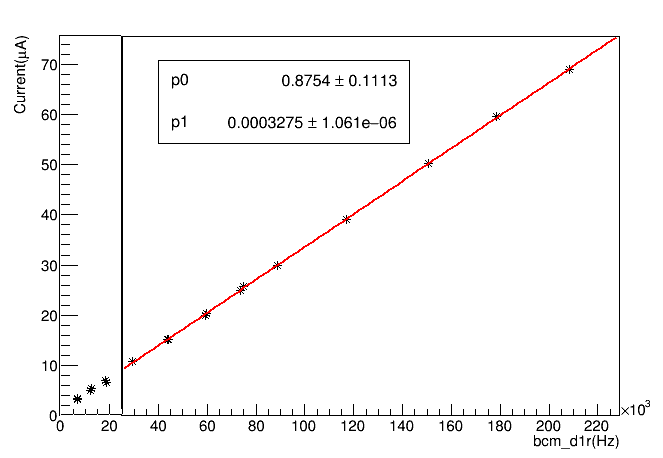 Current(μA)
p0 0.8754 ± 0.1113
p1 0.0003275 ± 1.061e−06
70
60
50
40
30
20
10
0
0 20 40 60 80 100 120 140 160 180 200 220
×10³
bcm_d1r(Hz)